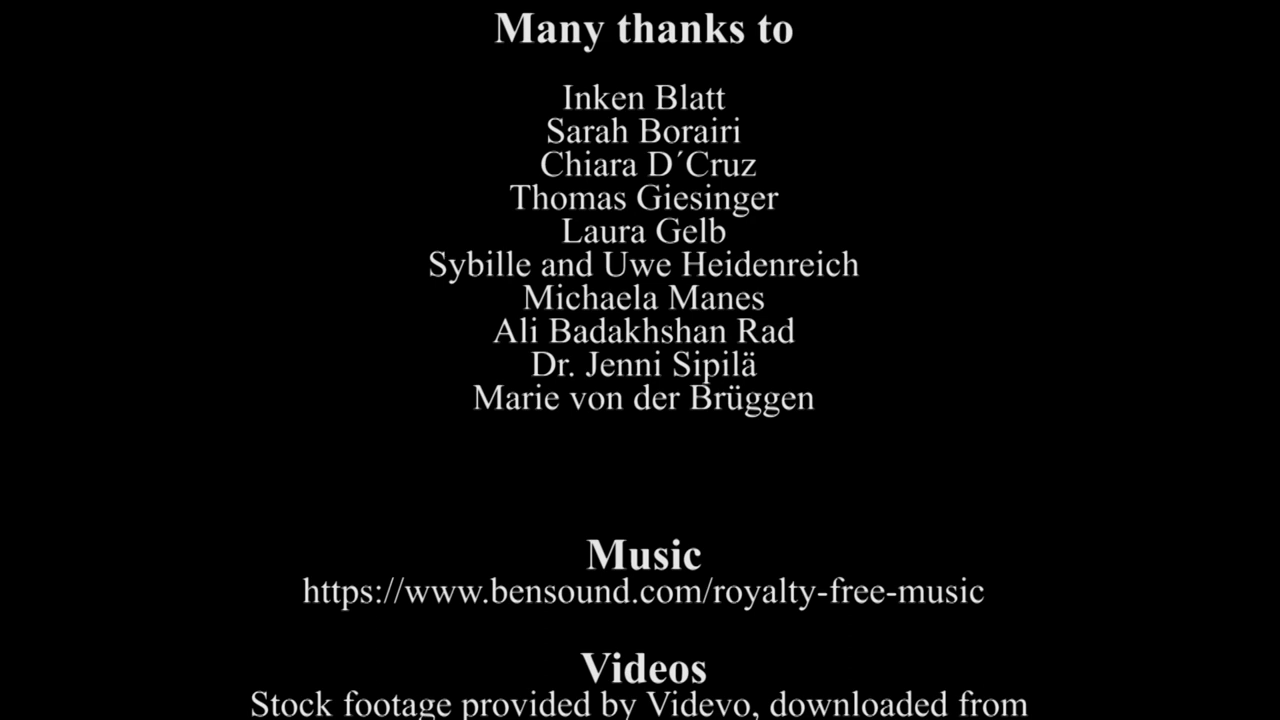 Many thanks to
Inken Blatt
Sarah Borairi
Chiara D´Cruz
Thomas Giesinger
Laura Gelb
Sybille and Uwe Heidenreich
Michaela Manes
Ali Badakhshan Rad
Dr. Jenni Sipilä
Marie von der Brüggen
Music
https://www.bensound.com/royalty-free-music
Videos
Stock footage provided by Videvo, downloaded from